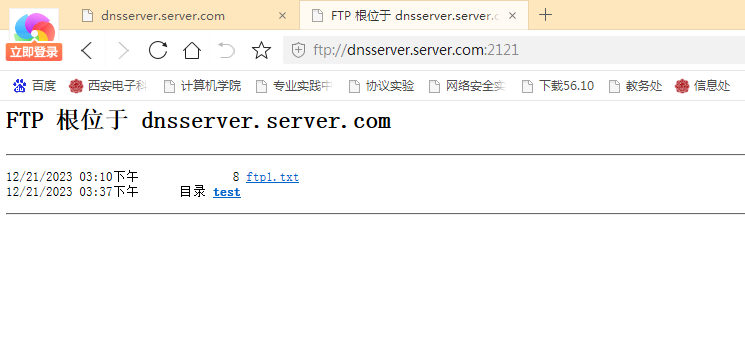 dnsserver.server.com
FTP 根位于 dnsserver.server.c
立即登录
ftp://dnsserver.server.com:2121
百度 西安电子科 计算机学院 专业实践中 协议实验 网络安全实 下载56.10 教务处 信息处
FTP 根位于 dnsserver.server.com
12/21/2023 03:10下午 8 ftp1.txt
12/21/2023 03:37下午 目录 test